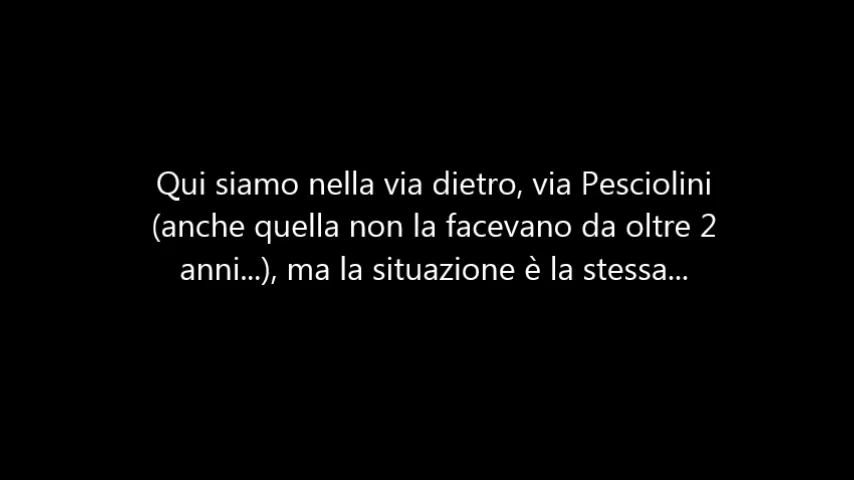 Qui siamo nella via dietro, via Pesciolini
(anche quella non la facevano da oltre 2
anni...), ma la situazione è la stessa...